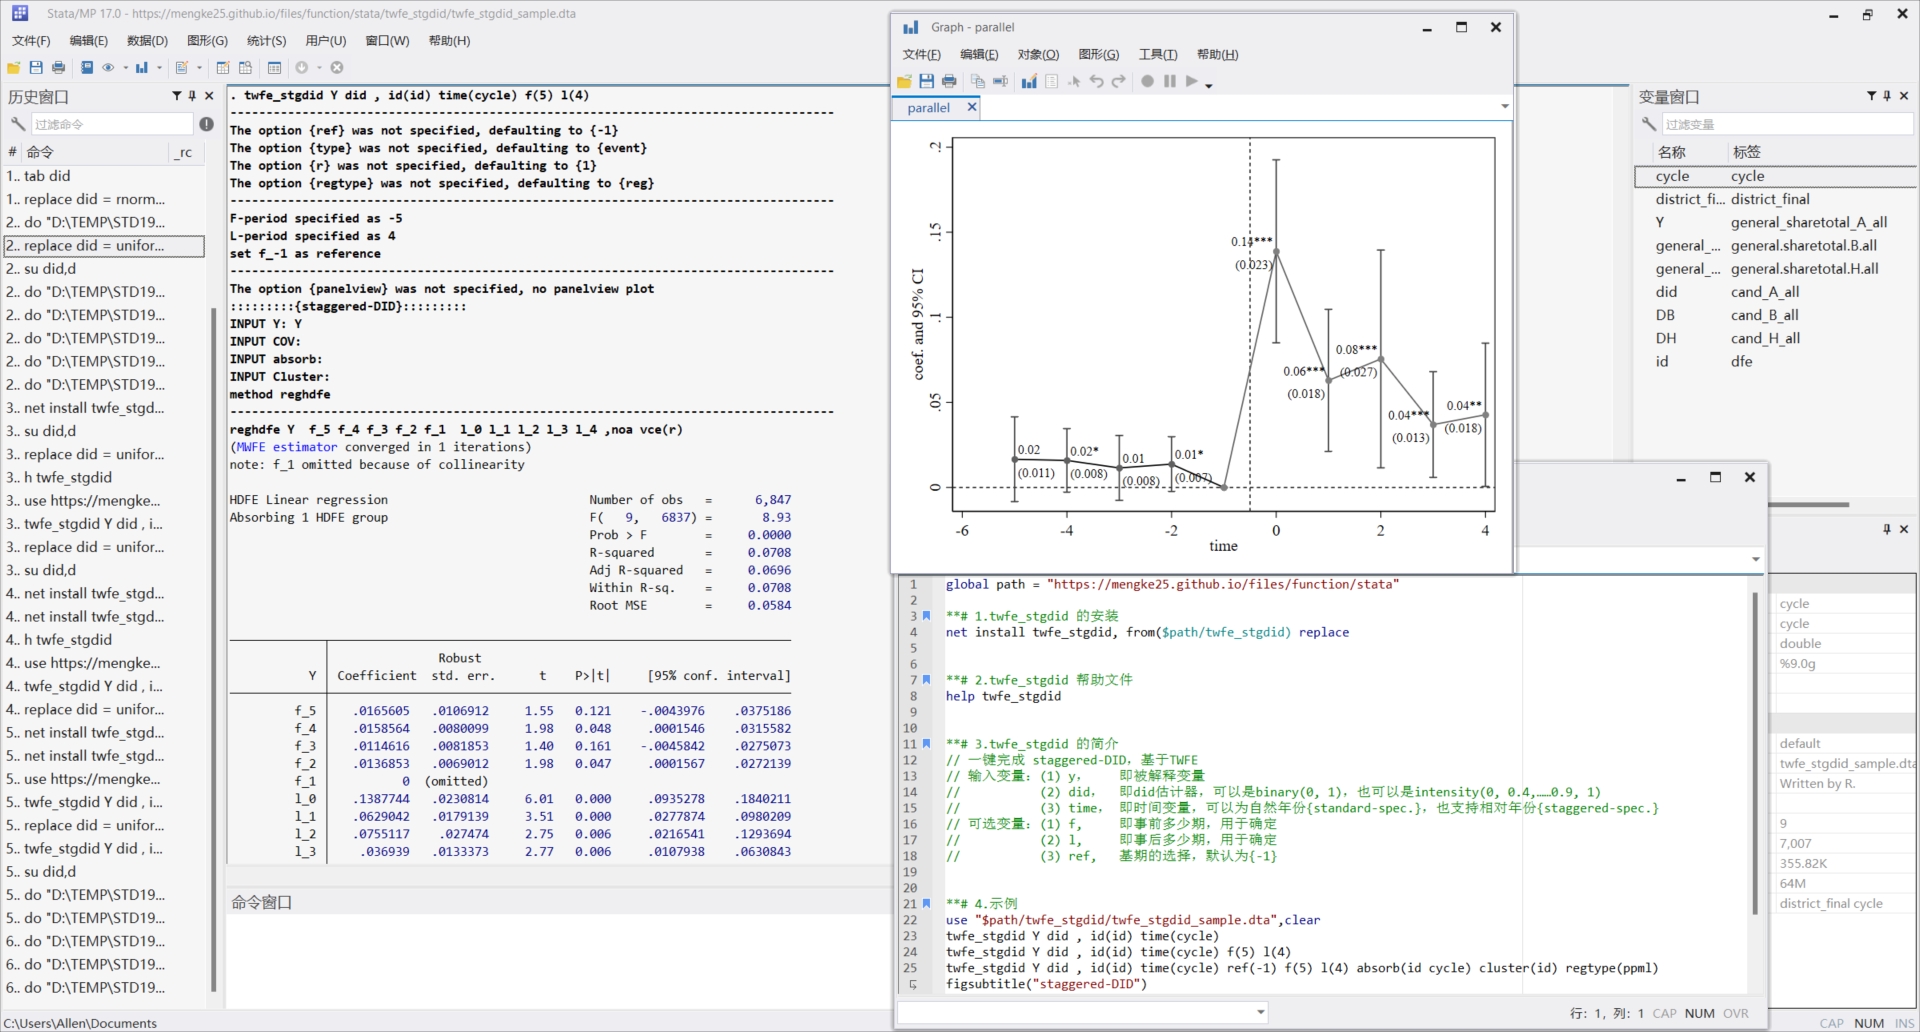 Stata/MP 17.0 - https://mengke25.github.io/files/function/stata/twfe_stgdid/twfe_stgdid_sample.dta
文件(F) 编辑(E) 数据(D) 图形(G) 统计(S) 用户(U) 窗口(W) 帮助(H)
历史窗口
过滤命令
# 命令 _rc
1.. tab did
1.. replace did = rnorm...
2.. do "D:\TEMP\STD19...
2.. replace did = unifor...
2.. su did,d
2.. do "D:\TEMP\STD19...
2.. do "D:\TEMP\STD19...
2.. do "D:\TEMP\STD19...
2.. do "D:\TEMP\STD19...
2.. do "D:\TEMP\STD19...
3.. net install twfe_stgd...
3.. su did,d
3.. replace did = unifor...
3.. h twfe_stgdid
3.. use https://mengke...
3.. twfe_stgdid Y did , i...
3.. replace did = unifor...
3.. su did,d
4.. net install twfe_stgd...
4.. net install twfe_stgd...
4.. h twfe_stgdid
4.. use https://mengke...
4.. twfe_stgdid Y did , i...
4.. replace did = unifor...
5.. net install twfe_stgd...
5.. net install twfe_stgd...
5.. use https://mengke...
5.. twfe_stgdid Y did , i...
5.. replace did = unifor...
5.. twfe_stgdid Y did , i...
5.. su did,d
5.. do "D:\TEMP\STD19...
5.. do "D:\TEMP\STD19...
6.. do "D:\TEMP\STD19...
6.. do "D:\TEMP\STD19...
6.. do "D:\TEMP\STD19...
. twfe_stgdid Y did , id(id) time(cycle) f(5) l(4)
The option {ref} was not specified, defaulting to {-1}
The option {type} was not specified, defaulting to {event}
The option {r} was not specified, defaulting to {1}
The option {regtype} was not specified, defaulting to {reg}
F-period specified as -5
L-period specified as 4
set f_-1 as reference
The option {panelview} was not specified, no panelview plot
:::::::::{staggered-DID}:::::::::
INPUT Y: Y
INPUT COV:
INPUT absorb:
INPUT Cluster:
method reghdfe
reghdfe Y f_5 f_4 f_3 f_2 f_1 l_0 l_1 l_2 l_3 l_4 ,noa vce(r)
(MWFE estimator converged in 1 iterations)
note: f_1 omitted because of collinearity
HDFE Linear regression Number of obs = 6,847
Absorbing 1 HDFE group F( 9, 6837) = 8.93
Prob > F = 0.0000
R-squared = 0.0708
Adj R-squared = 0.0696
Within R-sq. = 0.0708
Root MSE = 0.0584
Robust
Y Coefficient std. err. t P>|t| [95% conf. interval]
f_5 .0165605 .0106912 1.55 0.121 -.0043976 .0375186
f_4 .0158564 .0080099 1.98 0.048 .0001546 .0315582
f_3 .0114616 .0081853 1.40 0.161 -.0045842 .0275073
f_2 .0136853 .0069012 1.98 0.047 .0001567 .0272139
f_1 0 (omitted)
l_0 .1387744 .0230814 6.01 0.000 .0935278 .1840211
l_1 .0629042 .0179139 3.51 0.000 .0277874 .0980209
l_2 .0755117 .027474 2.75 0.006 .0216541 .1293694
l_3 .036939 .0133373 2.77 0.006 .0107938 .0630843
命令窗口
C:\Users\Allen\Documents
Graph - parallel
文件(F) 编辑(E) 对象(O) 图形(G) 工具(T) 帮助(H)
parallel
coef. and 95% CI
.2
.15
.1
.05
0
0.02
(0.011)
0.02*
(0.008)
0.01
(0.008)
0.01*
(0.007)
0.14***
(0.023)
0.06***
(0.018)
0.08***
(0.027)
0.04***
(0.013)
0.04**
(0.018)
-6 -4 -2 0 2 4
time
1 global path = "https://mengke25.github.io/files/function/stata"
2
3 **# 1.twfe_stgdid 的安装
4 net install twfe_stgdid, from($path/twfe_stgdid) replace
5
6
7 **# 2.twfe_stgdid 帮助文件
8 help twfe_stgdid
9
10
11 **# 3.twfe_stgdid 的简介
12 // 一键完成 staggered-DID, 基于TWFE
13 // 输入变量: (1) y, 即被解释变量
14 // (2) did, 即did估计器, 可以是binary(0, 1), 也可以是intensity(0, 0.4,……0.9, 1)
15 // (3) time, 即时间变量, 可以为自然年份{standard-spec.}, 也支持相对年份{staggered-spec.}
16 // 可选变量: (1) f, 即事前多少期, 用于确定
17 // (2) l, 即事后多少期, 用于确定
18 // (3) ref, 基期的选择, 默认为{-1}
19
20
21 **# 4.示例
22 use "$path/twfe_stgdid/twfe_stgdid_sample.dta",clear
23 twfe_stgdid Y did , id(id) time(cycle)
24 twfe_stgdid Y did , id(id) time(cycle) f(5) l(4)
25 twfe_stgdid Y did , id(id) time(cycle) ref(-1) f(5) l(4) absorb(id cycle) cluster(id) regtype(ppml)
figsubtitle("staggered-DID")
行: 1, 列: 1 CAP NUM OVR
变量窗口
过滤变量
名称 标签
cycle cycle
district_fi... district_final
Y general_sharetotal_A_all
general_... general.sharetotal.B.all
general_... general.sharetotal.H.all
did cand_A_all
DB cand_B_all
DH cand_H_all
id dfe
cycle
cycle
double
%9.0g
default
twfe_stgdid_sample.dta
Written by R.
9
7,007
355.82K
64M
district_final cycle
CAP NUM INS